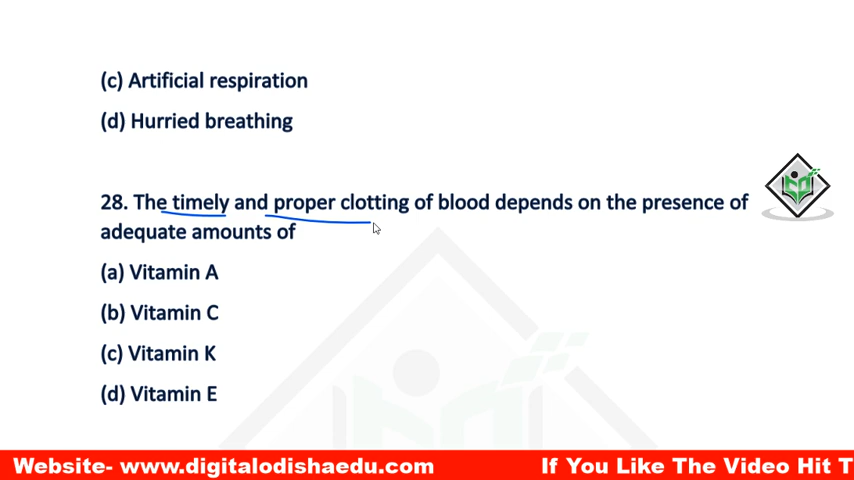 (c) Artificial respiration
(d) Hurried breathing
28. The timely and proper clotting of blood depends on the presence of
adequate amounts of
(a) Vitamin A
(b) Vitamin C
(c) Vitamin K
(d) Vitamin E
Website- www.digitalodishaedu.com If You Like The Video Hit T